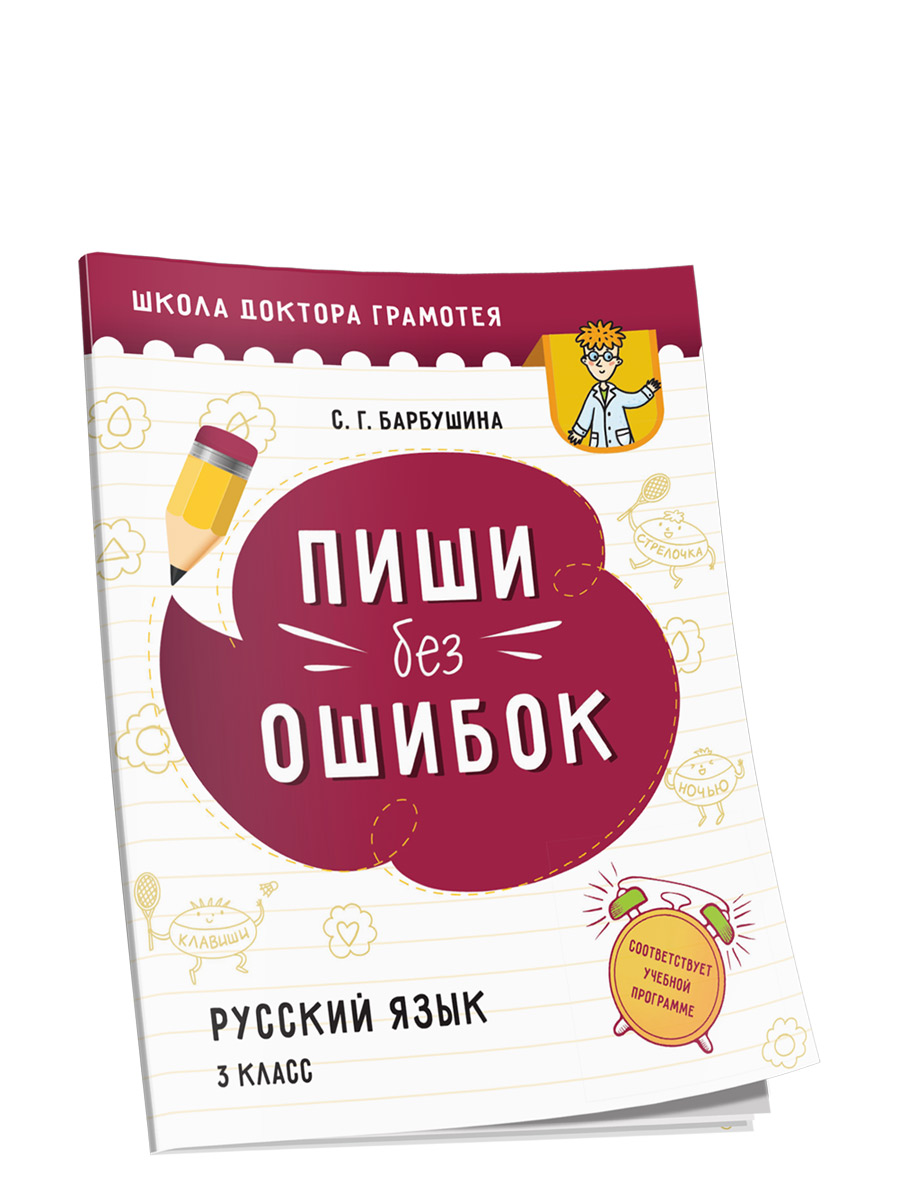 ШКОЛА ДОКТОРА ГРАМОТЕЯ
С. Г. БАРБУШИНА
ПИШИ
без
ОШИБОК
СТРЕЛОЧКА
НОЧЬЮ
КЛАВИШИ
СООТВЕТСТВУЕТ
УЧЕБНОЙ
ПРОГРАММЕ
РУССКИЙ ЯЗЫК
3 КЛАСС